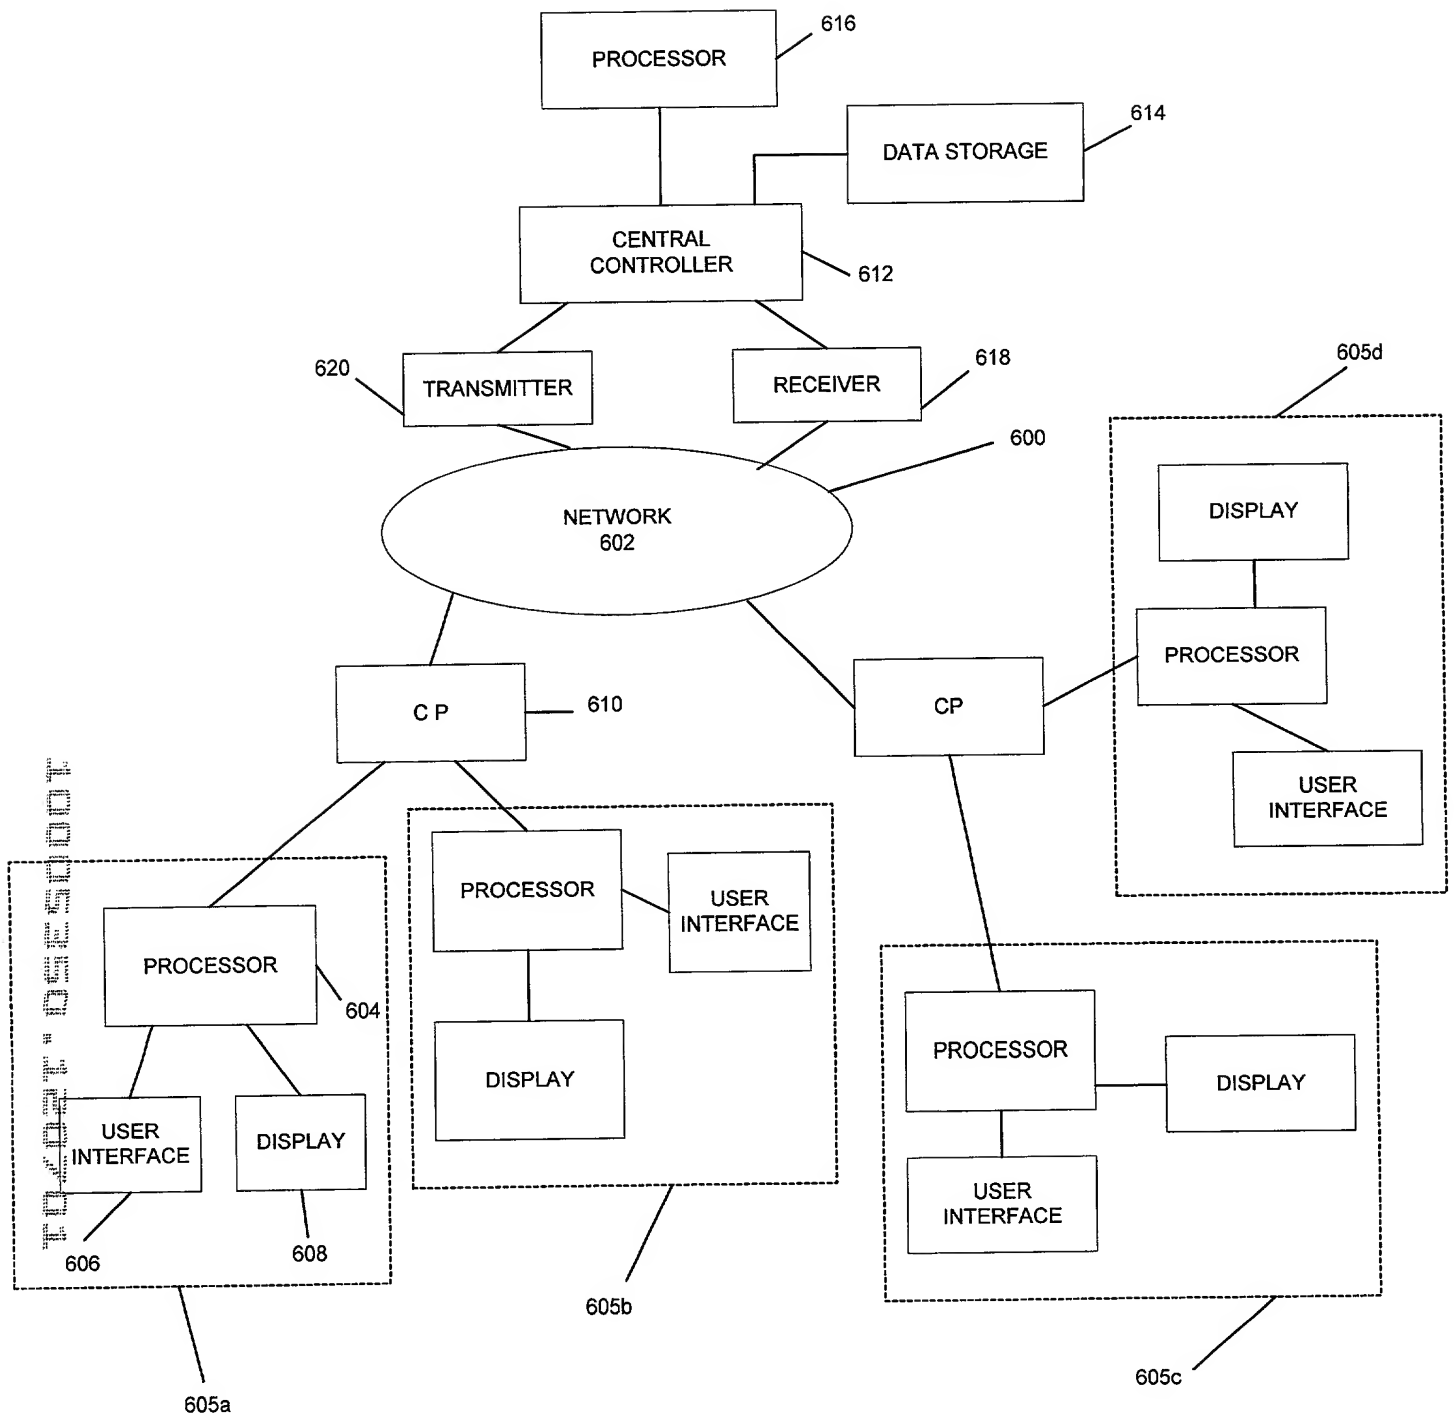 PROCESSOR
616
DATA STORAGE
614
CENTRAL
CONTROLLER
612
620
TRANSMITTER
RECEIVER
618
600
NETWORK
602
605d
DISPLAY
PROCESSOR
USER
INTERFACE
C P
610
CP
PROCESSOR
USER
INTERFACE
DISPLAY
605b
PROCESSOR
604
USER
INTERFACE
DISPLAY
606
608
605a
PROCESSOR
DISPLAY
USER
INTERFACE
605c